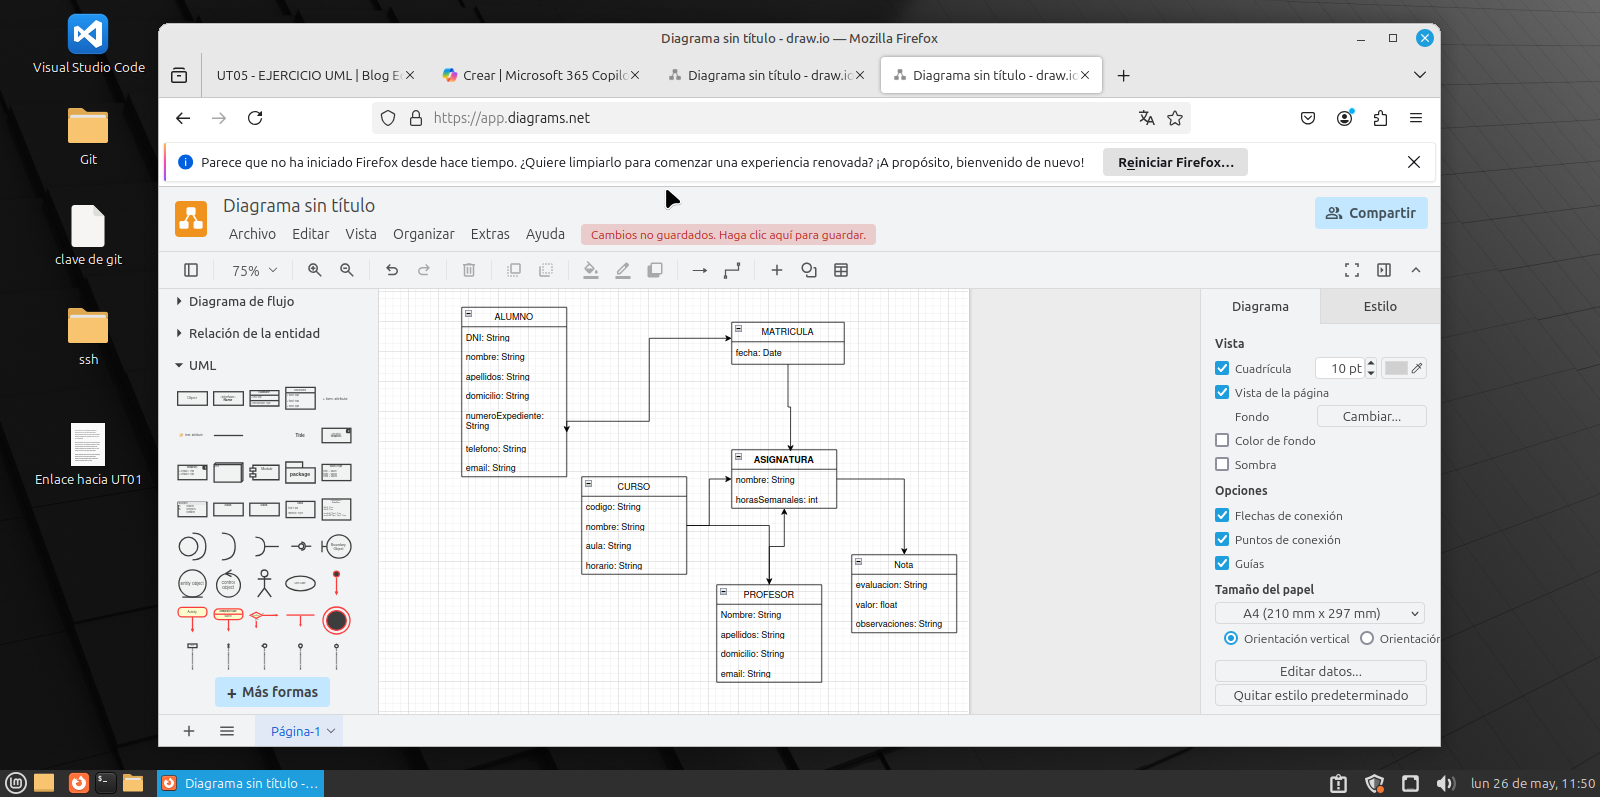 Visual Studio Code
Git
clave de git
ssh
Enlace hacia UT01
Diagrama sin título - draw.io — Mozilla Firefox
UT05 - EJERCICIO UML | Blog E
Crear | Microsoft 365 Copilo
Diagrama sin título - draw.io
Diagrama sin título - draw.io
https://app.diagrams.net
Parece que no ha iniciado Firefox desde hace tiempo. ¿Quiere limpiarlo para comenzar una experiencia renovada? ¡A propósito, bienvenido de nuevo!
Reiniciar Firefox...
Diagrama sin título
Archivo Editar Vista Organizar Extras Ayuda
Cambios no guardados. Haga clic aquí para guardar.
Compartir
75%
Diagrama de flujo
Relación de la entidad
UML
Title
package
Más formas
ALUMNO
DNI: String
nombre: String
apellidos: String
domicilio: String
numeroExpediente:
String
telefono: String
email: String
MATRICULA
fecha: Date
CURSO
codigo: String
nombre: String
aula: String
horario: String
ASIGNATURA
nombre: String
horasSemanales: int
PROFESOR
Nombre: String
apellidos: String
domicilio: String
email: String
Nota
evaluacion: String
valor: float
observaciones: String
Diagrama Estilo
Vista
Cuadrícula 10 pt
Vista de la página
Fondo Cambiar...
Color de fondo
Sombra
Opciones
Flechas de conexión
Puntos de conexión
Guías
Tamaño del papel
A4 (210 mm x 297 mm)
Orientación vertical Orientación
Editar datos...
Quitar estilo predeterminado
Página-1
Diagrama sin título -...
lun 26 de may, 11:50